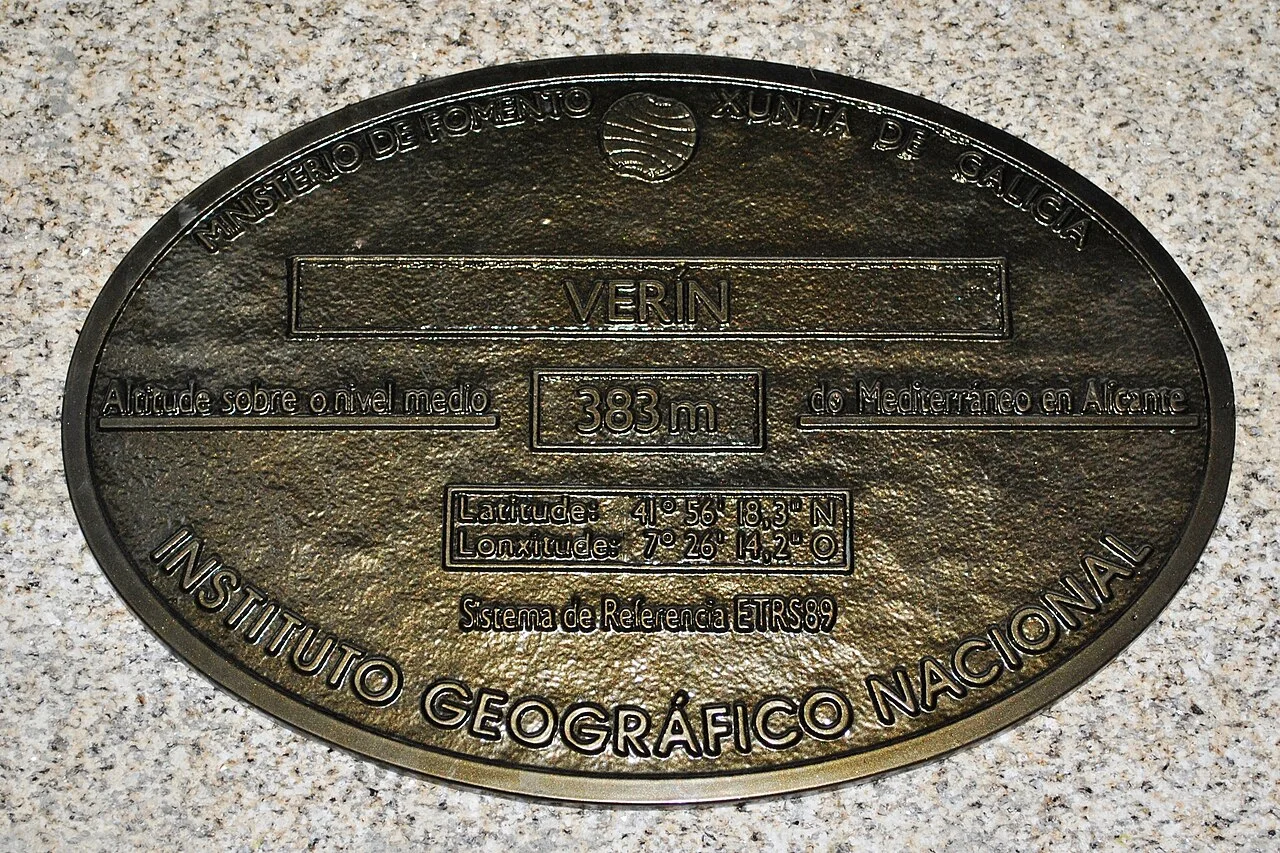 MINSTERIO DE FOMENTO XUNTA DE GALICIA
VERÍN
Altitude sobre o nivel medio 383 m do Mediterráneo en Alicante
Latitude: 41° 56' 18,3" N
Lonxitude: 7° 26' 14,2" O
Sistema de Referencia ETRS89
INSTITUTO GEOGRÁFICO NACIONAL